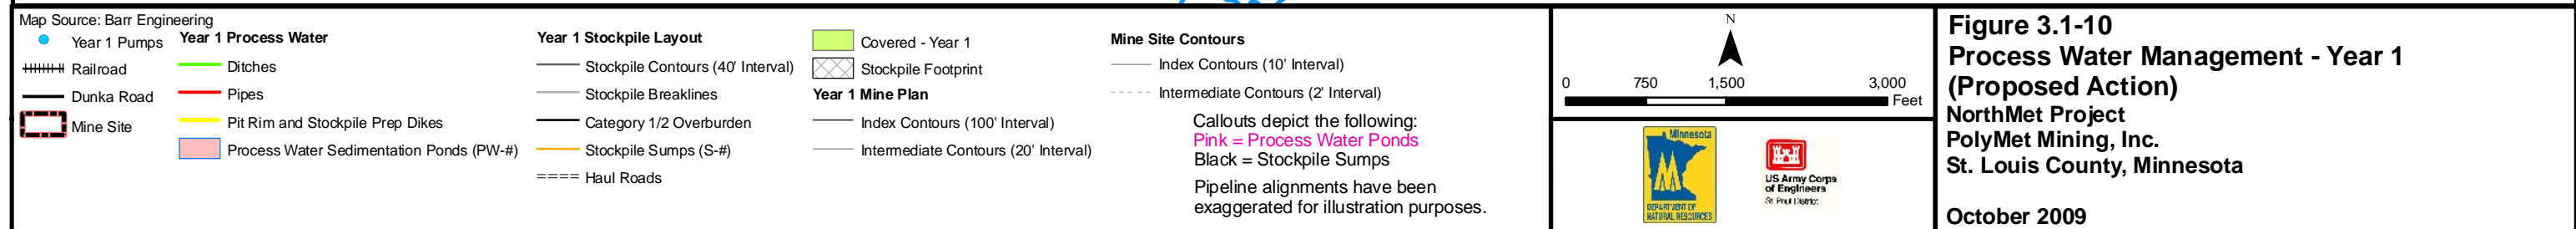 Map Source: Barr Engineering
Year 1 Pumps
Railroad
Dunka Road
Mine Site
Year 1 Process Water
Ditches
Pipes
Pit Rim and Stockpile Prep Dikes
Process Water Sedimentation Ponds (PW-#)
Year 1 Stockpile Layout
Stockpile Contours (40' Interval)
Stockpile Breaklines
Category 1/2 Overburden
Stockpile Sumps (S-#)
Haul Roads
Covered - Year 1
Stockpile Footprint
Year 1 Mine Plan
Index Contours (100' Interval)
Intermediate Contours (20' Interval)
Mine Site Contours
Index Contours (10' Interval)
Intermediate Contours (2' Interval)
Callouts depict the following:
Pink = Process Water Ponds
Black = Stockpile Sumps
Pipeline alignments have been
exaggerated for illustration purposes.
N
0 750 1,500 3,000
Feet
Minnesota
DEPARTMENT OF
NATURAL RESOURCES
US Army Corps
of Engineers
St. Paul District
Figure 3.1-10
Process Water Management - Year 1
(Proposed Action)
NorthMet Project
PolyMet Mining, Inc.
St. Louis County, Minnesota
October 2009